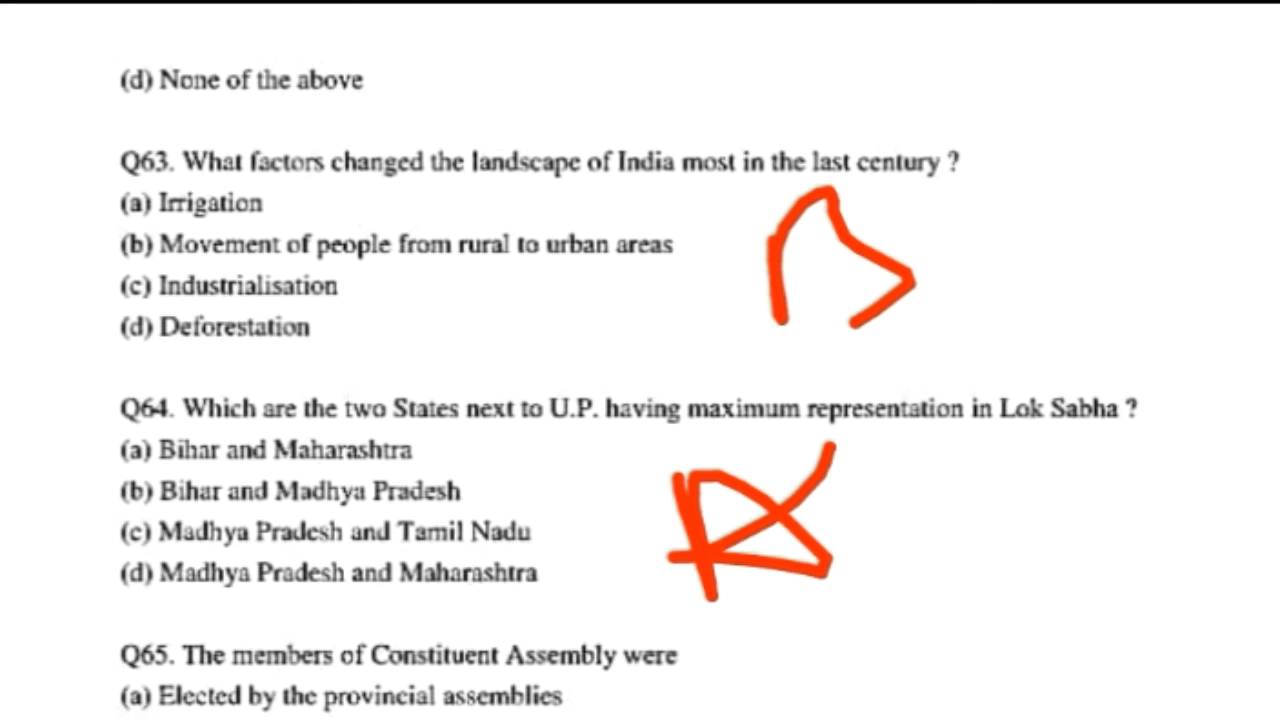 (d) None of the above
Q63. What factors changed the landscape of India most in the last century ?
(a) Irrigation
(b) Movement of people from rural to urban areas
(c) Industrialisation
(d) Deforestation
Q64. Which are the two States next to U.P. having maximum representation in Lok Sabha ?
(a) Bihar and Maharashtra
(b) Bihar and Madhya Pradesh
(c) Madhya Pradesh and Tamil Nadu
(d) Madhya Pradesh and Maharashtra
Q65. The members of Constituent Assembly were
(a) Elected by the provincial assemblies